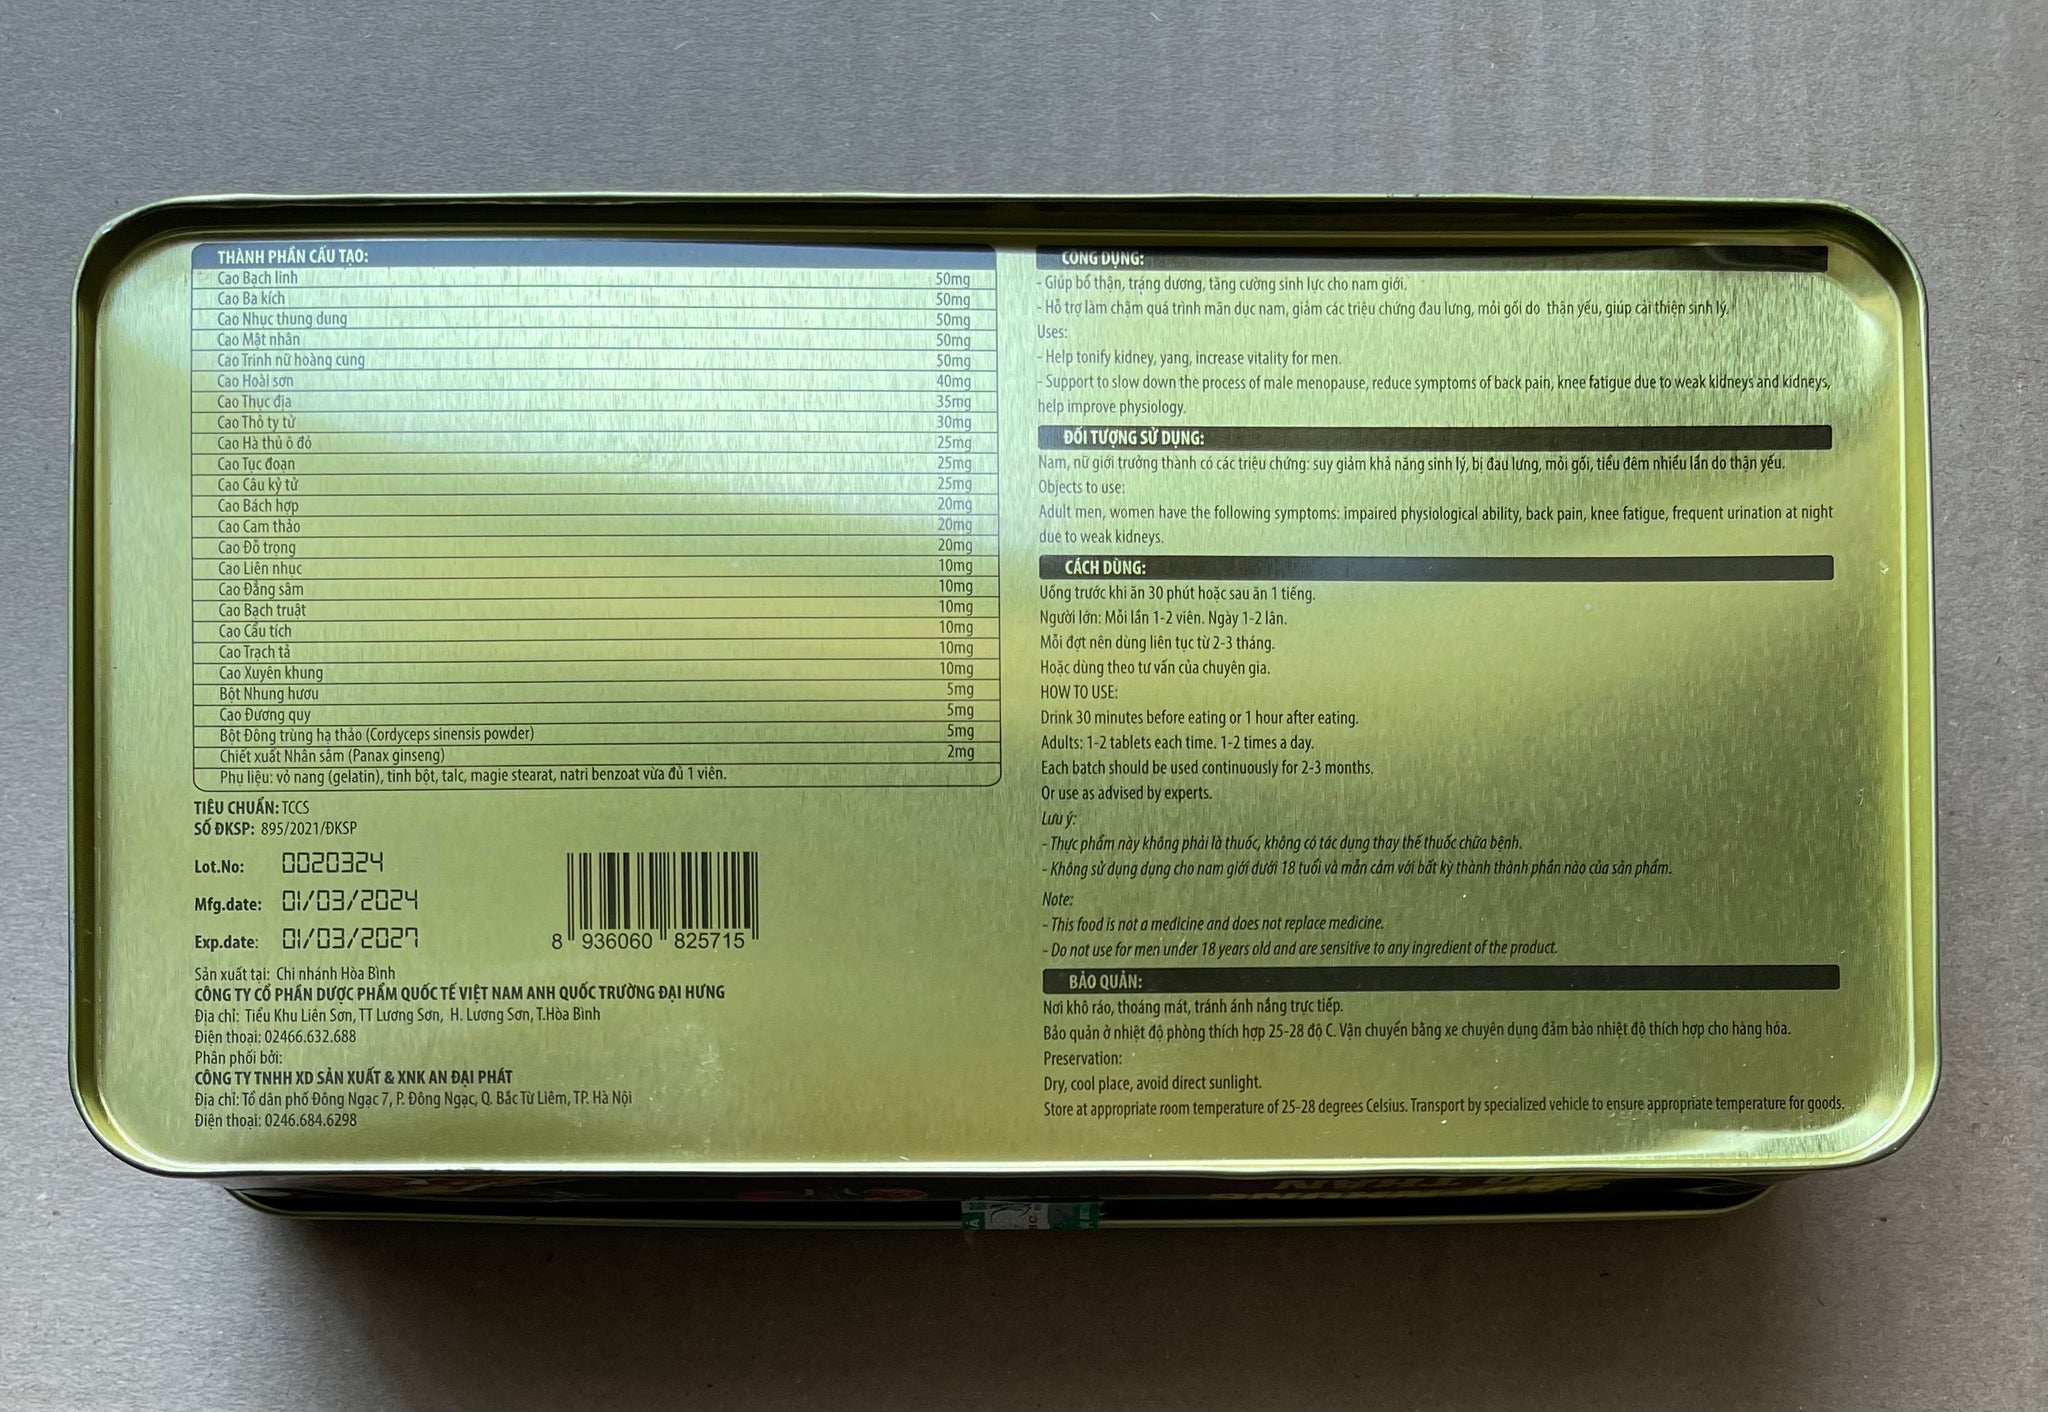 THÀNH PHẦN CẤU TẠO:
Cao Bạch linh 50mg
Cao Ba kích 50mg
Cao Nhục thung dung 50mg
Cao Mật nhân 50mg
Cao Trinh nữ hoàng cung 50mg
Cao Hoài sơn 40mg
Cao Thục địa 35mg
Cao Thỏ ty tử 30mg
Cao Hà thủ ô đỏ 25mg
Cao Tục đoạn 25mg
Cao Câu kỷ tử 25mg
Cao Bách hợp 20mg
Cao Cam thảo 20mg
Cao Đỗ trọng 20mg
Cao Liên nhục 10mg
Cao Đẳng sâm 10mg
Cao Bạch truật 10mg
Cao Cẩu tích 10mg
Cao Trạch tả 10mg
Cao Xuyên khung 10mg
Bột Nhung hươu 5mg
Cao Đương quy 5mg
Bột Đông trùng hạ thảo (Cordyceps sinensis powder) 5mg
Chiết xuất Nhân sâm (Panax ginseng) 2mg
Phụ liệu: vỏ nang (gelatin), tinh bột, talc, magie stearat, natri benzoat vừa đủ 1 viên.
TIÊU CHUẨN: TCCS
SỐ ĐKSP: 895/2021/ĐKSP
Lot.No: 0020324
Mfg.date: 01/03/2024
Exp.date: 01/03/2027
8 936060 825715
Sản xuất tại: Chi nhánh Hòa Bình
CÔNG TY CỔ PHẦN DƯỢC PHẨM QUỐC TẾ VIỆT NAM ANH QUỐC TRƯỜNG ĐẠI HƯNG
Địa chỉ: Tiểu Khu Liên Sơn, TT Lương Sơn, H. Lương Sơn, T.Hòa Bình
Điện thoại: 02466.632.688
Phân phối bởi:
CÔNG TY TNHH XD SẢN XUẤT & XNK AN ĐẠI PHÁT
Địa chỉ: Tổ dân phố Đông Ngạc 7, P. Đông Ngạc, Q. Bắc Từ Liêm, TP. Hà Nội
Điện thoại: 0246.684.6298
CÔNG DỤNG:
- Giúp bổ thận, tráng dương, tăng cường sinh lực cho nam giới.
- Hỗ trợ làm chậm quá trình mãn dục nam, giảm các triệu chứng đau lưng, mỏi gối do thận yếu, giúp cải thiện sinh lý.
Uses:
- Help tonify kidney, yang, increase vitality for men.
- Support to slow down the process of male menopause, reduce symptoms of back pain, knee fatigue due to weak kidneys and kidneys,
help improve physiology.
ĐỐI TƯỢNG SỬ DỤNG:
Nam, nữ giới trưởng thành có các triệu chứng: suy giảm khả năng sinh lý, bị đau lưng, mỏi gối, tiểu đêm nhiều lần do thận yếu.
Objects to use:
Adult men, women have the following symptoms: impaired physiological ability, back pain, knee fatigue, frequent urination at night
due to weak kidneys.
CÁCH DÙNG:
Uống trước khi ăn 30 phút hoặc sau ăn 1 tiếng.
Người lớn: Mỗi lần 1-2 viên. Ngày 1-2 lần.
Mỗi đợt nên dùng liên tục từ 2-3 tháng.
Hoặc dùng theo tư vấn của chuyên gia.
HOW TO USE:
Drink 30 minutes before eating or 1 hour after eating.
Adults: 1-2 tablets each time. 1-2 times a day.
Each batch should be used continuously for 2-3 months.
Or use as advised by experts.
Lưu ý:
- Thực phẩm này không phải là thuốc, không có tác dụng thay thế thuốc chữa bệnh.
- Không sử dụng dụng cho nam giới dưới 18 tuổi và mẫn cảm với bất kỳ thành thành phần nào của sản phẩm.
Note:
- This food is not a medicine and does not replace medicine.
- Do not use for men under 18 years old and are sensitive to any ingredient of the product.
BẢO QUẢN:
Nơi khô ráo, thoáng mát, tránh ánh nắng trực tiếp.
Bảo quản ở nhiệt độ phòng thích hợp 25-28 độ C. Vận chuyển bằng xe chuyên dụng đảm bảo nhiệt độ thích hợp cho hàng hóa.
Preservation:
Dry, cool place, avoid direct sunlight.
Store at appropriate room temperature of 25-28 degrees Celsius. Transport by specialized vehicle to ensure appropriate temperature for goods.